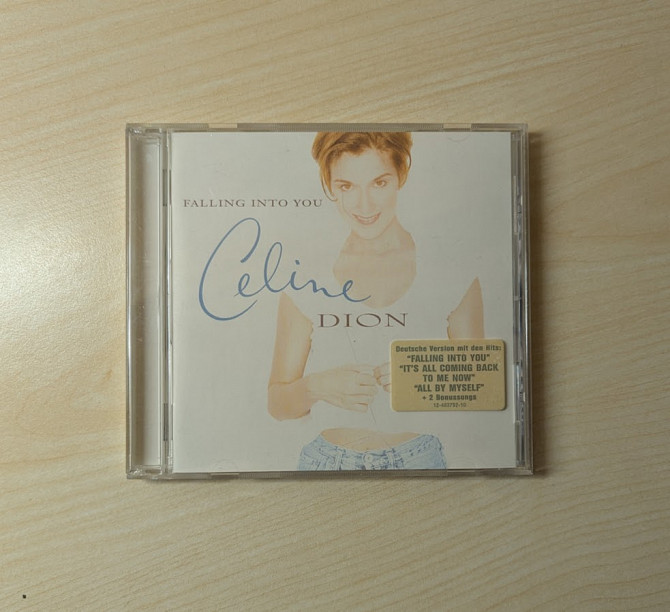 FALLING INTO YOU
Celine
DION
Deutsche Version mit den Hits:
"FALLING INTO YOU"
"IT'S ALL COMING BACK
TO ME NOW"
"ALL BY MYSELF"
+ 2 Bonussongs